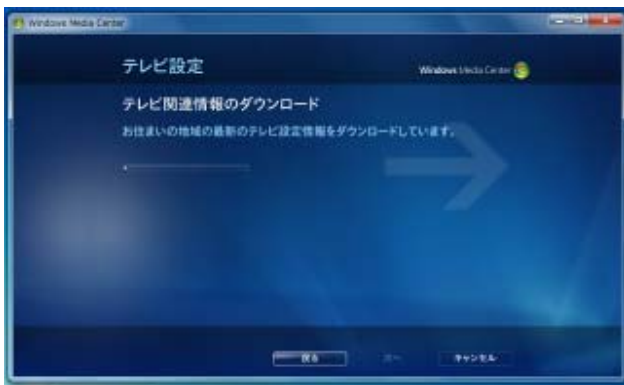 Windows Media Center
テレビ設定
Windows Media Center
テレビ関連情報のダウンロード
お住まいの地域の最新のテレビ設定情報をダウンロードしています。
戻る
次へ
キャンセル